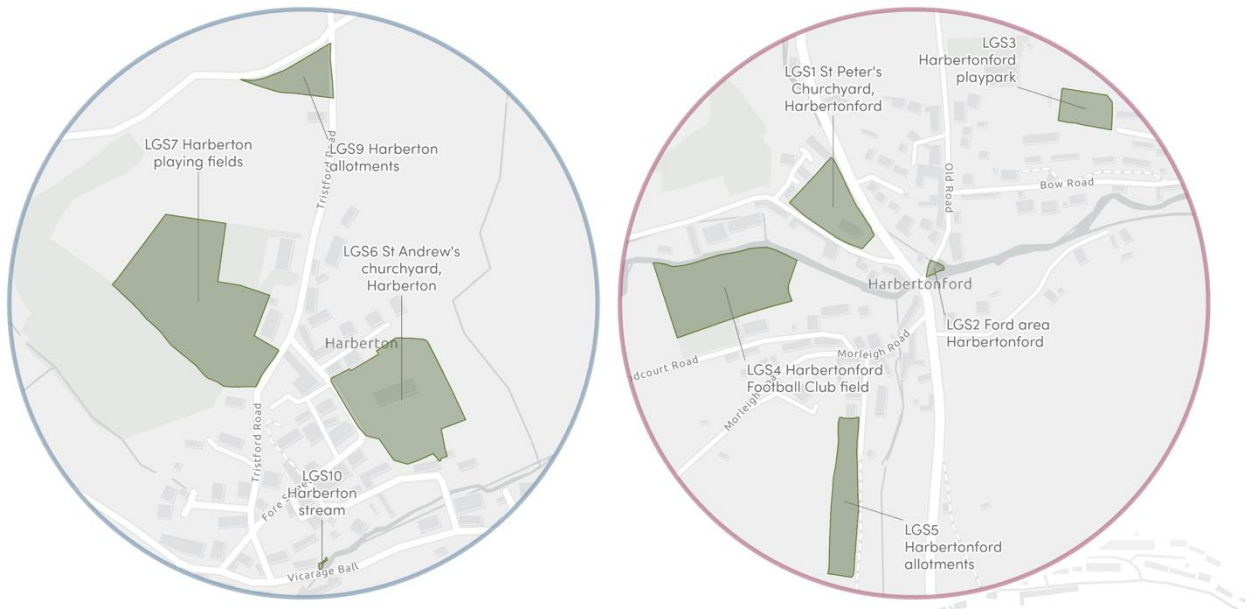 LGS7 Harberton
playing fields
LGS9 Harberton
allotments
Tristford Road
LGS6 St Andrew's
churchyard,
Harberton
Harberton
Tristford Road
LGS10
Harberton
stream
Vicarage Ball
LGS3
Harbertonford
playpark
LGS1 St Peter's
Churchyard,
Harbertonford
Old Road
Bow Road
Harbertonford
LGS2 Ford area
Harbertonford
Morleigh Road
LGS4 Harbertonford
Football Club field
LGS5
Harbertonford
allotments